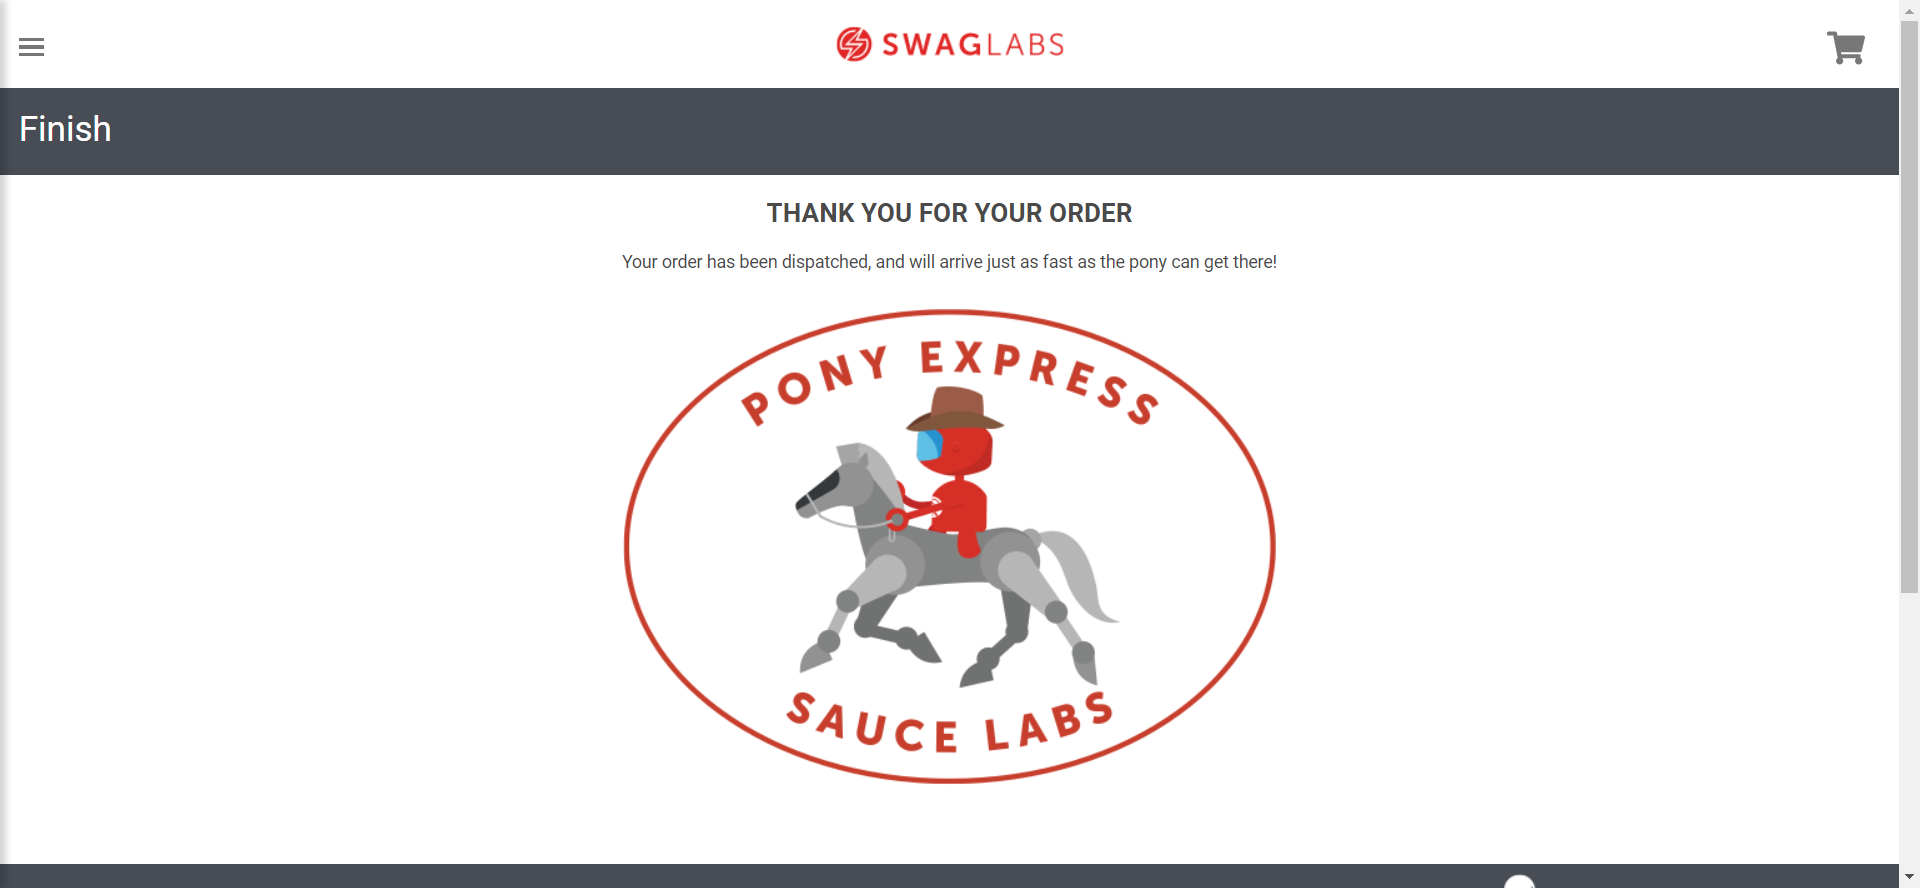 SWAGLABS
Finish
THANK YOU FOR YOUR ORDER
Your order has been dispatched, and will arrive just as fast as the pony can get there!
PONY EXPRESS
SAUCE LABS